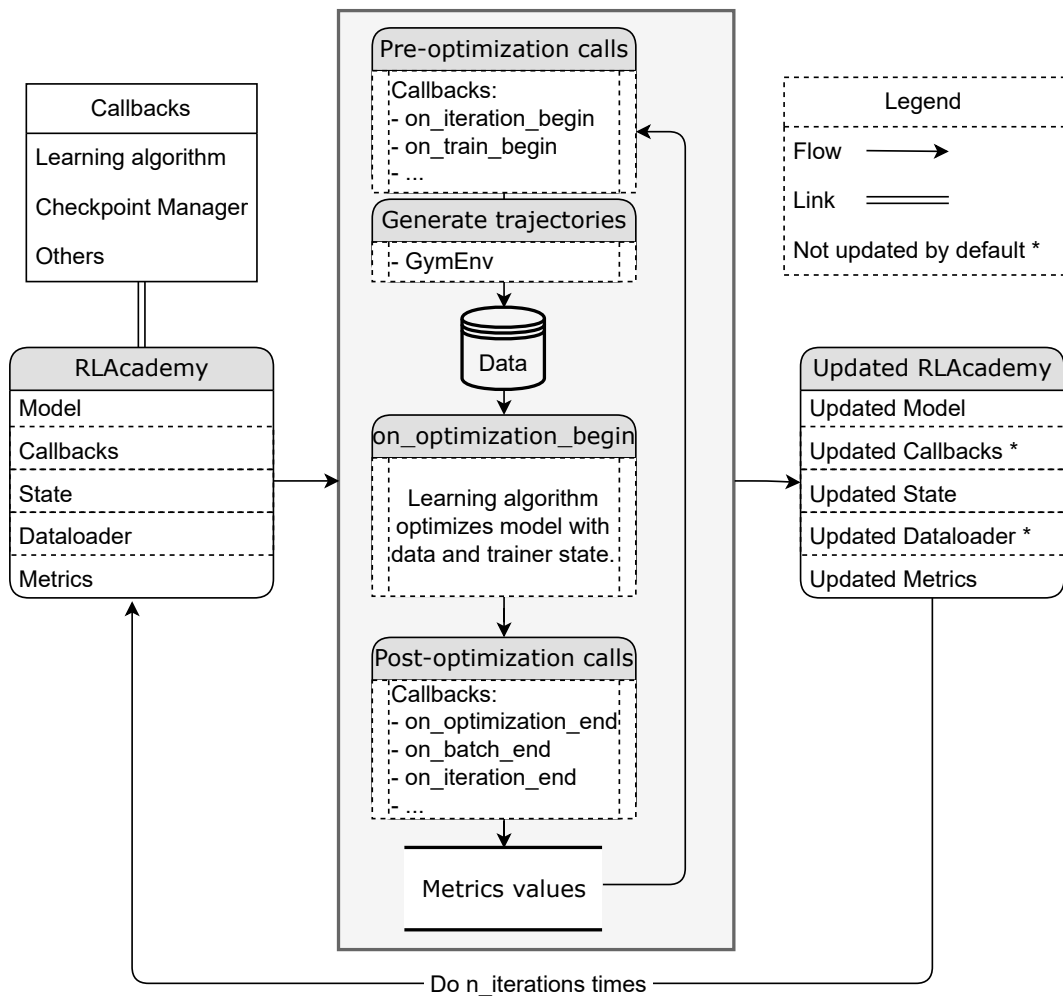 Callbacks
Learning algorithm
Checkpoint Manager
Others
RLAcademy
Model
Callbacks
State
Dataloader
Metrics
Pre-optimization calls
Callbacks:
- on_iteration_begin
- on_train_begin
- ...
Generate trajectories
- GymEnv
Data
on_optimization_begin
Learning algorithm
optimizes model with
data and trainer state.
Post-optimization calls
Callbacks:
- on_optimization_end
- on_batch_end
- on_iteration_end
- ...
Metrics values
Legend
Flow
Link
Not updated by default *
Updated RLAcademy
Updated Model
Updated Callbacks *
Updated State
Updated Dataloader *
Updated Metrics
Do n_iterations times